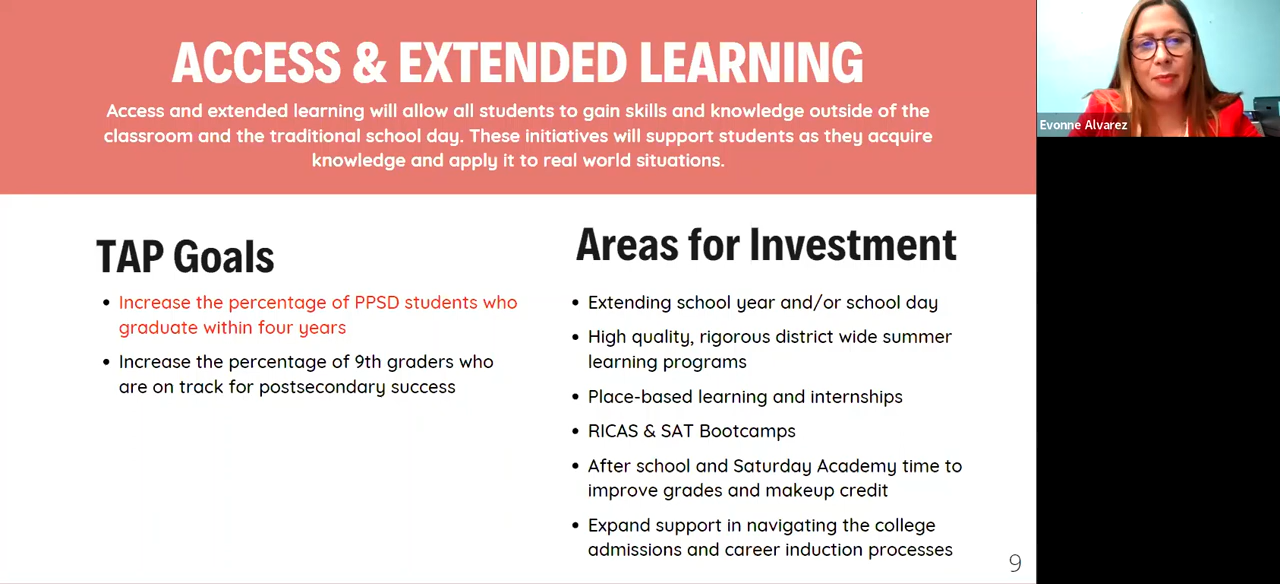 ACCESS & EXTENDED LEARNING
Access and extended learning will allow all students to gain skills and knowledge outside of the
classroom and the traditional school day. These initiatives will support students as they acquire
knowledge and apply it to real world situations.
TAP Goals
• Increase the percentage of PPSD students who
graduate within four years
• Increase the percentage of 9th graders who
are on track for postsecondary success
Areas for Investment
• Extending school year and/or school day
• High quality, rigorous district wide summer
learning programs
• Place-based learning and internships
• RICAS & SAT Bootcamps
• After school and Saturday Academy time to
improve grades and makeup credit
• Expand support in navigating the college
admissions and career induction processes
9
Evonne Alvarez